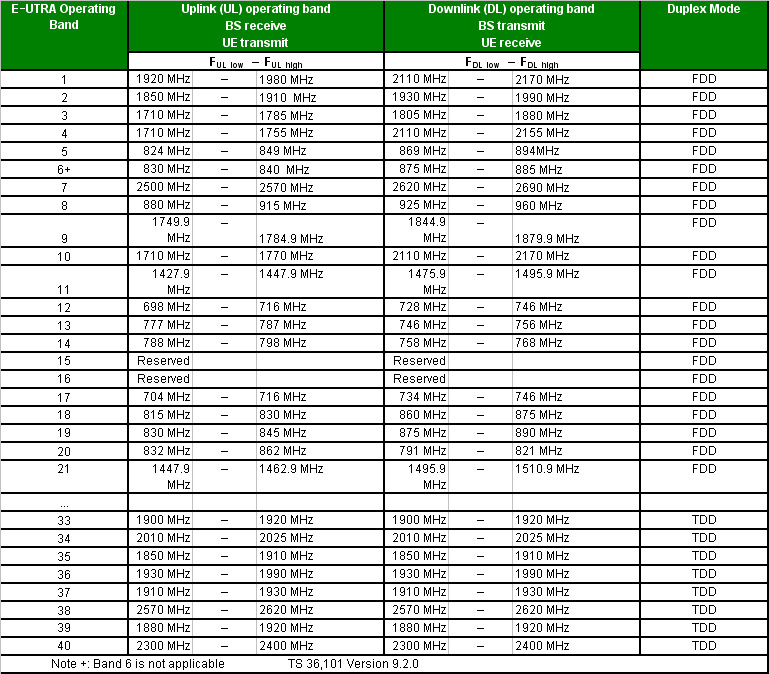 E-UTRA Operating Band Uplink (UL) operating band Downlink (DL) operating band Duplex Mode
BS receive BS transmit
UE transmit UE receive
FUL_low – FUL_high FDL_low – FDL_high
1 1920 MHz – 1980 MHz 2110 MHz – 2170 MHz FDD
2 1850 MHz – 1910 MHz 1930 MHz – 1990 MHz FDD
3 1710 MHz – 1785 MHz 1805 MHz – 1880 MHz FDD
4 1710 MHz – 1755 MHz 2110 MHz – 2155 MHz FDD
5 824 MHz – 849 MHz 869 MHz – 894MHz FDD
6+ 830 MHz – 840 MHz 875 MHz – 885 MHz FDD
7 2500 MHz – 2570 MHz 2620 MHz – 2690 MHz FDD
8 880 MHz – 915 MHz 925 MHz – 960 MHz FDD
9 1749.9 MHz – 1784.9 MHz 1844.9 MHz – 1879.9 MHz FDD
10 1710 MHz – 1770 MHz 2110 MHz – 2170 MHz FDD
11 1427.9 MHz – 1447.9 MHz 1475.9 MHz – 1495.9 MHz FDD
12 698 MHz – 716 MHz 728 MHz – 746 MHz FDD
13 777 MHz – 787 MHz 746 MHz – 756 MHz FDD
14 788 MHz – 798 MHz 758 MHz – 768 MHz FDD
15 Reserved Reserved FDD
16 Reserved Reserved FDD
17 704 MHz – 716 MHz 734 MHz – 746 MHz FDD
18 815 MHz – 830 MHz 860 MHz – 875 MHz FDD
19 830 MHz – 845 MHz 875 MHz – 890 MHz FDD
20 832 MHz – 862 MHz 791 MHz – 821 MHz FDD
21 1447.9 MHz – 1462.9 MHz 1495.9 MHz – 1510.9 MHz FDD
...
33 1900 MHz – 1920 MHz 1900 MHz – 1920 MHz TDD
34 2010 MHz – 2025 MHz 2010 MHz – 2025 MHz TDD
35 1850 MHz – 1910 MHz 1850 MHz – 1910 MHz TDD
36 1930 MHz – 1990 MHz 1930 MHz – 1990 MHz TDD
37 1910 MHz – 1930 MHz 1910 MHz – 1930 MHz TDD
38 2570 MHz – 2620 MHz 2570 MHz – 2620 MHz TDD
39 1880 MHz – 1920 MHz 1880 MHz – 1920 MHz TDD
40 2300 MHz – 2400 MHz 2300 MHz – 2400 MHz TDD
Note +: Band 6 is not applicable TS 36,101 Version 9.2.0